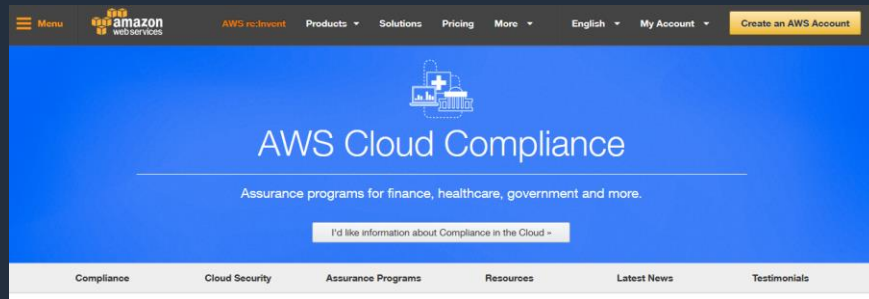 Menu
amazon
webservices
AWS re:Invent Products Solutions Pricing More English My Account Create an AWS Account
AWS Cloud Compliance
Assurance programs for finance, healthcare, government and more.
I'd like information about Compliance in the Cloud »
Compliance Cloud Security Assurance Programs Resources Latest News Testimonials